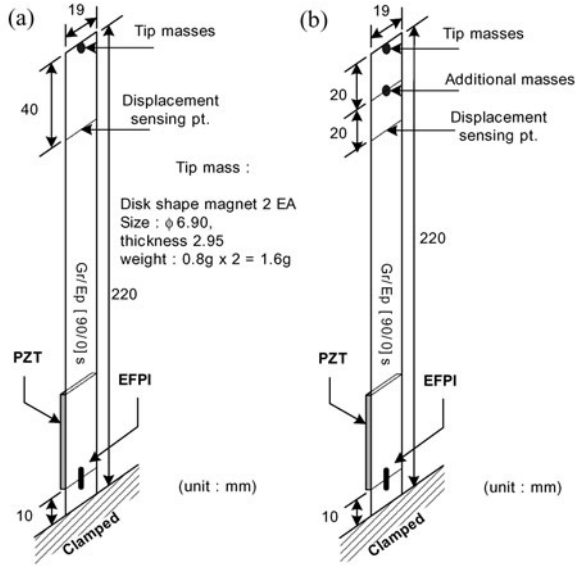 (a)
19
Tip masses
40
Displacement
sensing pt.
Tip mass :
Disk shape magnet 2 EA
Size : ϕ 6.90,
thickness 2.95
weight : 0.8g x 2 = 1.6g
Gr/Ep [ 90/0] s
220
PZT
EFPI
(unit : mm)
10
Clamped
(b)
19
Tip masses
20
Additional masses
20
Displacement
sensing pt.
220
Gr/Ep [ 90/0] s
PZT
EFPI
(unit : mm)
10
Clamped